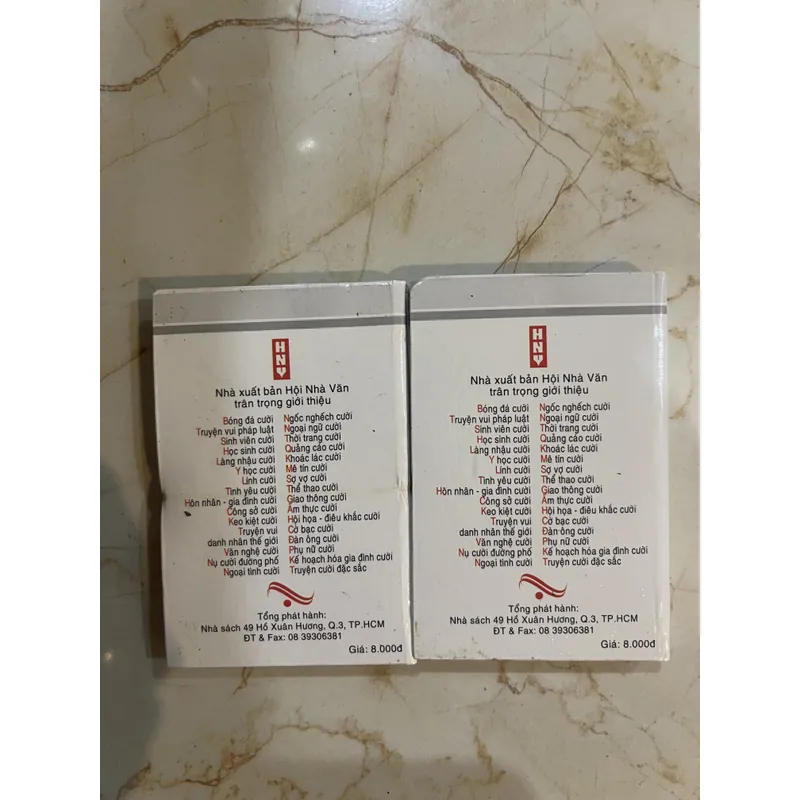 HNV
Nhà xuất bản Hội Nhà Văn
trân trọng giới thiệu
Bóng đá cười Ngốc nghếch cười
Truyện vui pháp luật Ngoại ngữ cười
Sinh viên cười Thời trang cười
Học sinh cười Quảng cáo cười
Làng nhậu cười Khoác lác cười
Y học cười Mê tín cười
Lính cười Sợ vợ cười
Tình yêu cười Thể thao cười
Hôn nhân - gia đình cười Giao thông cười
Công sở cười Ẩm thực cười
Keo kiệt cười Hội họa - điêu khắc cười
Truyện vui Cờ bạc cười
danh nhân thế giới Đàn ông cười
Văn nghệ cười Phụ nữ cười
Nụ cười đường phố Kế hoạch hóa gia đình cười
Ngoại tình cười Truyện cười đặc sắc
Tổng phát hành:
Nhà sách 49 Hồ Xuân Hương, Q.3, TP.HCM
ĐT & Fax: 08 39306381
Giá: 8.000đ
HNV
Nhà xuất bản Hội Nhà Văn
trân trọng giới thiệu
Bóng đá cười Ngốc nghếch cười
Truyện vui pháp luật Ngoại ngữ cười
Sinh viên cười Thời trang cười
Học sinh cười Quảng cáo cười
Làng nhậu cười Khoác lác cười
Y học cười Mê tín cười
Lính cười Sợ vợ cười
Tình yêu cười Thể thao cười
Hôn nhân - gia đình cười Giao thông cười
Công sở cười Ẩm thực cười
Keo kiệt cười Hội họa - điêu khắc cười
Truyện vui Cờ bạc cười
danh nhân thế giới Đàn ông cười
Văn nghệ cười Phụ nữ cười
Nụ cười đường phố Kế hoạch hóa gia đình cười
Ngoại tình cười Truyện cười đặc sắc
Tổng phát hành:
Nhà sách 49 Hồ Xuân Hương, Q.3, TP.HCM
ĐT & Fax: 08 39306381
Giá: 8.000đ